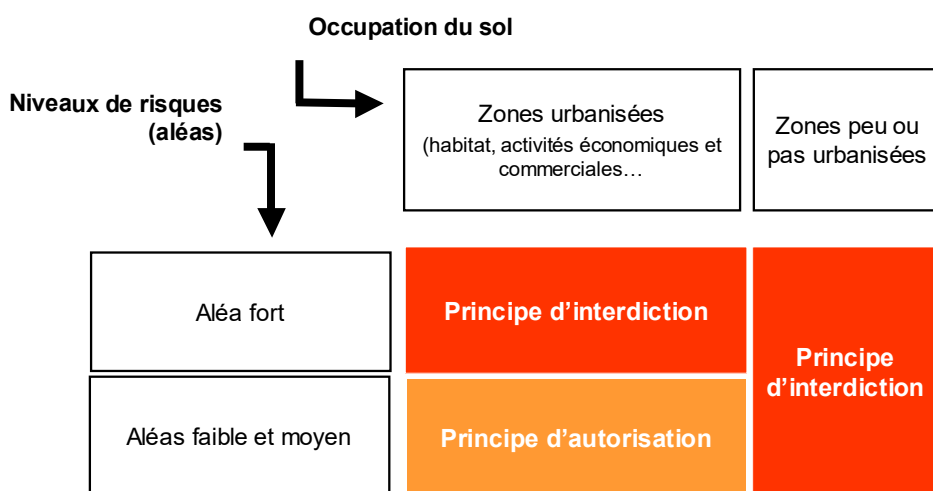 Occupation du sol
Niveaux de risques
(aléas)
Zones urbanisées
(habitat, activités économiques et
commerciales…
Zones peu ou
pas urbanisées
Aléa fort
Principe d’interdiction
Principe
d’interdiction
Aléas faible et moyen
Principe d’autorisation